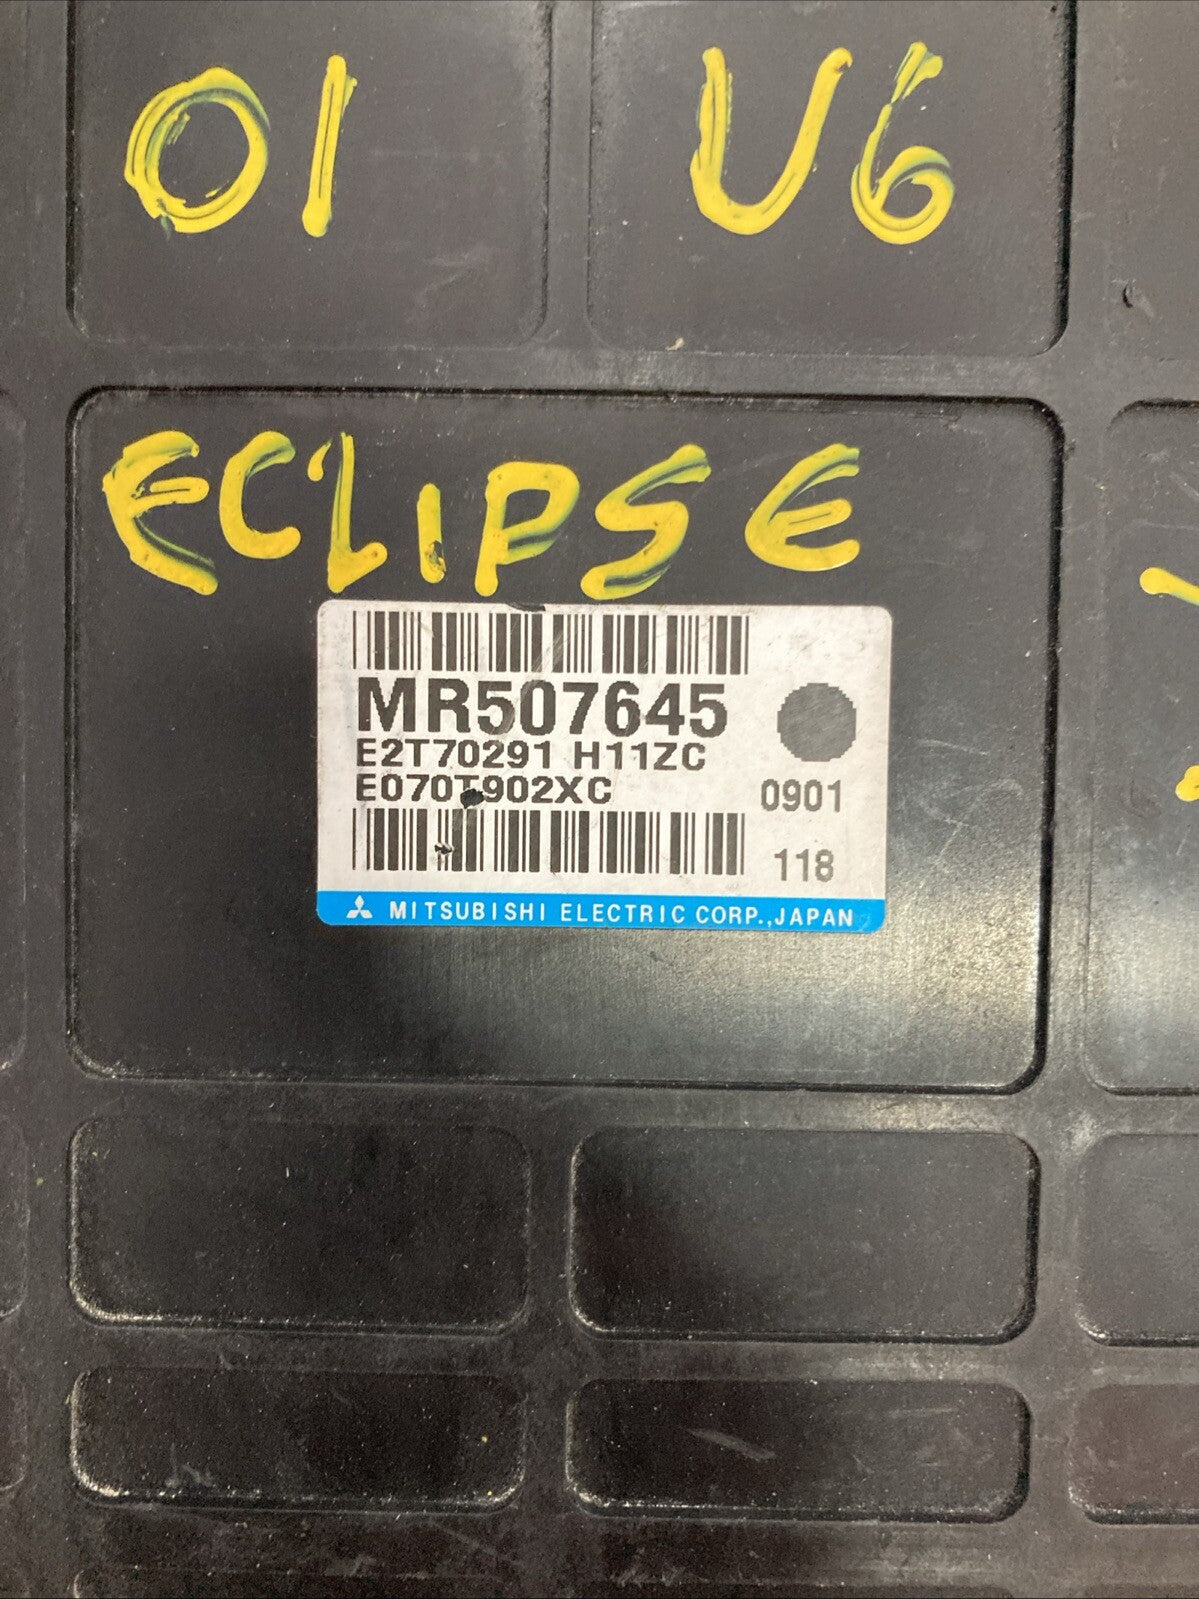 01 U6
ECLIPSE
MR507645
E2T70291 H11ZC
E070T902XC 0901
118
MITSUBISHI ELECTRIC CORP.,JAPAN